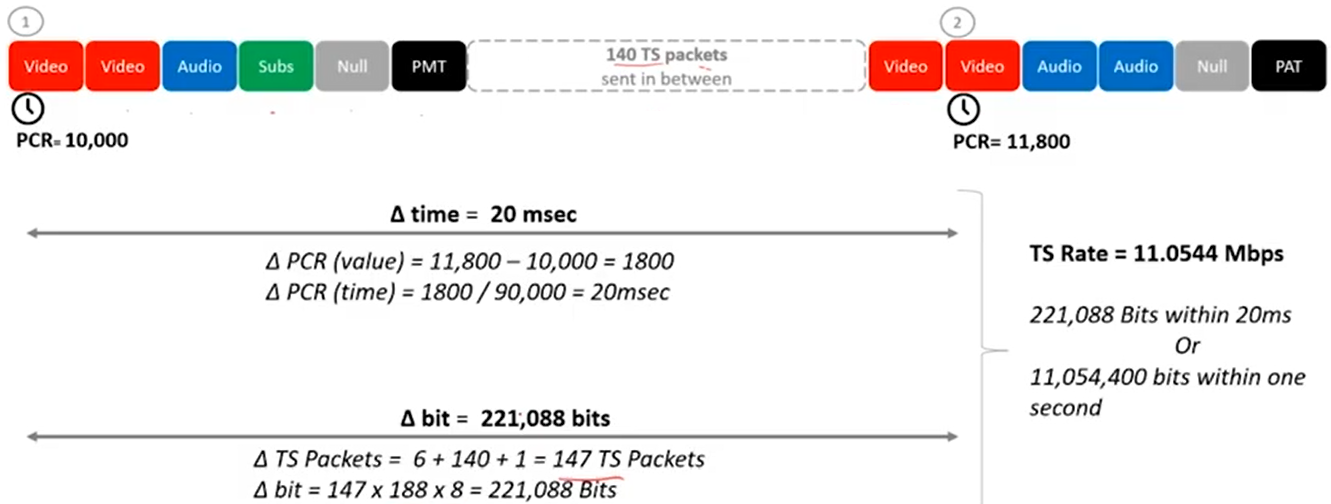 1
2
Video Video Audio Subs Null PMT
140 TS packets
sent in between
Video Video Audio Audio Null PAT
PCR= 10,000
PCR= 11,800
Δ time = 20 msec
Δ PCR (value) = 11,800 – 10,000 = 1800
Δ PCR (time) = 1800 / 90,000 = 20msec
Δ bit = 221,088 bits
Δ TS Packets = 6 + 140 + 1 = 147 TS Packets
Δ bit = 147 x 188 x 8 = 221,088 Bits
TS Rate = 11.0544 Mbps
221,088 Bits within 20ms
Or
11,054,400 bits within one
second